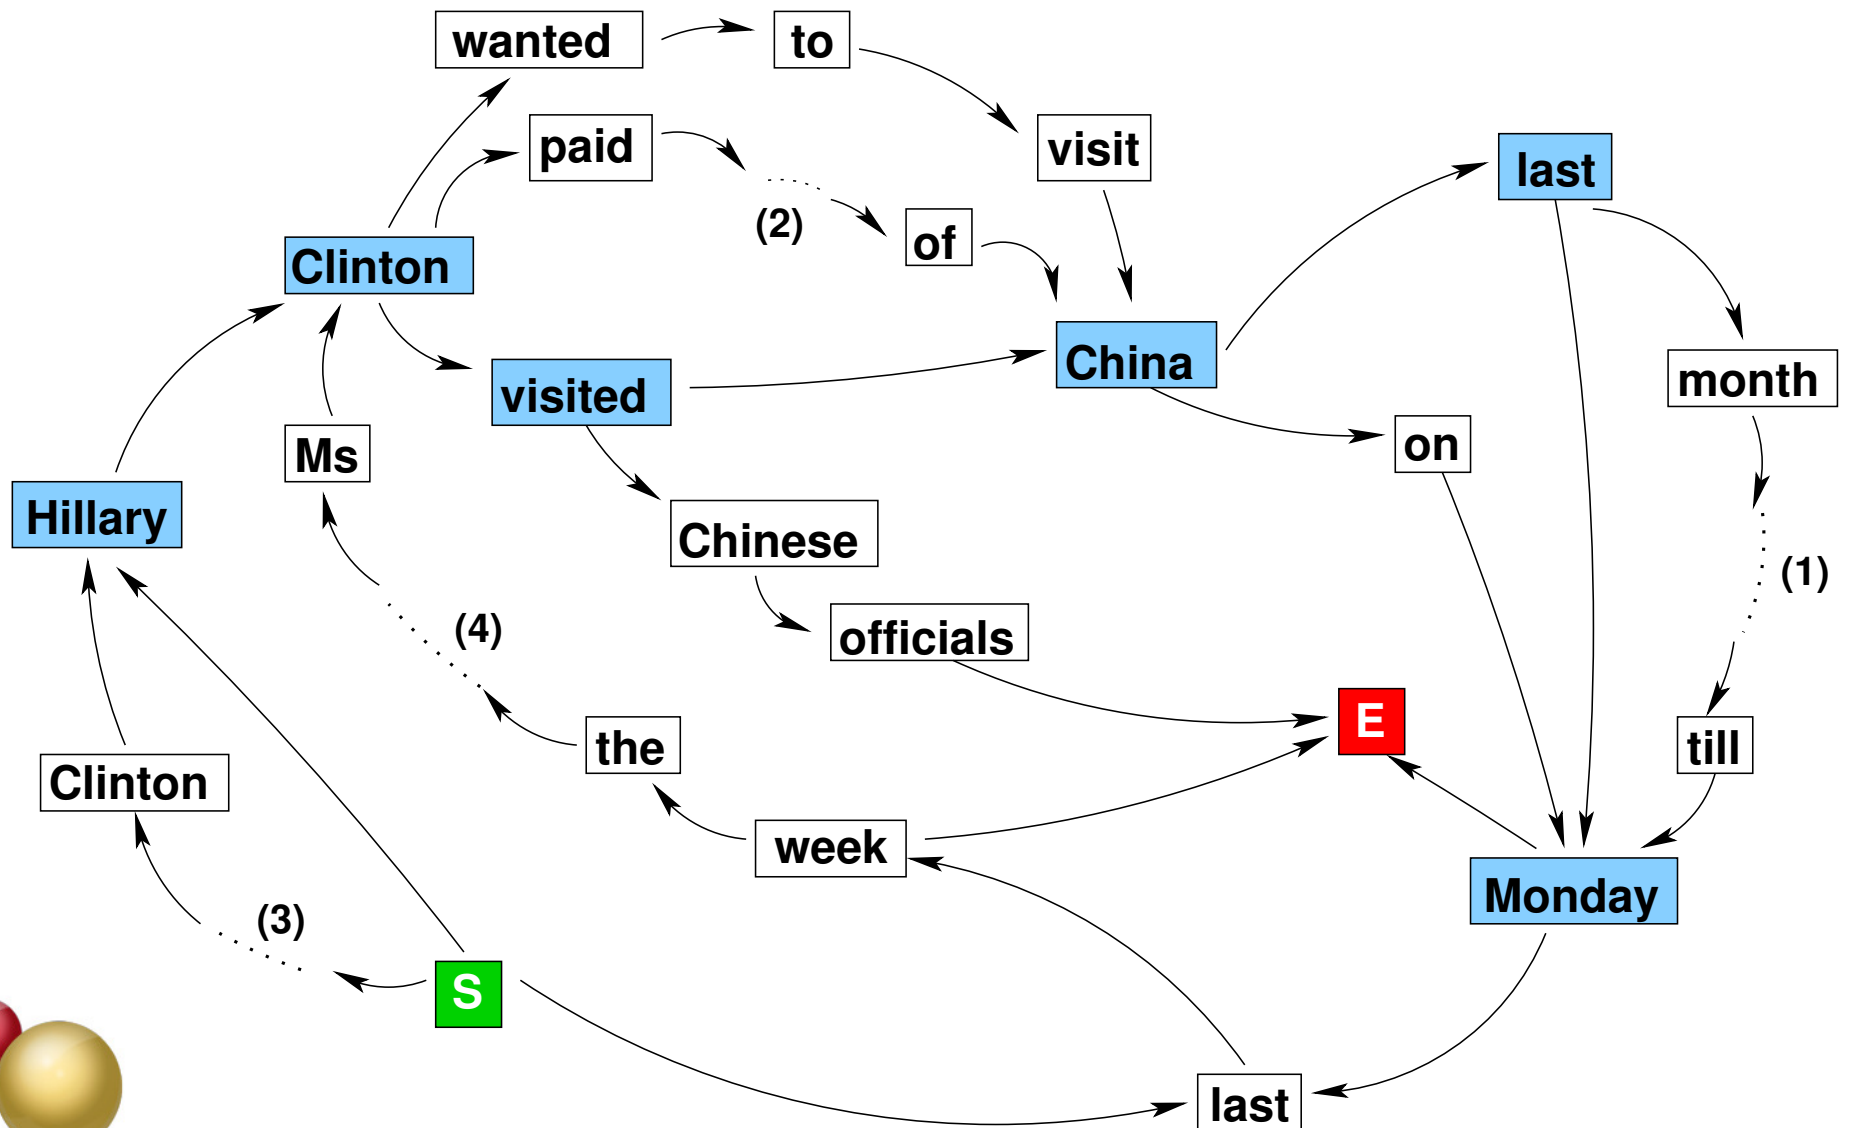 wanted
to
paid
visit
last
(2)
of
Clinton
China
month
visited
on
Ms
Hillary
Chinese
(1)
(4)
officials
E
the
till
Clinton
week
Monday
(3)
S
last